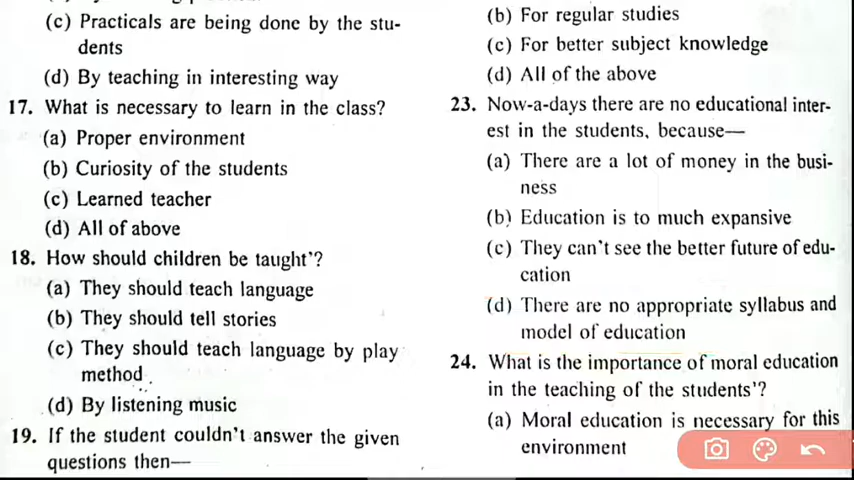 (c) Practicals are being done by the stu-
dents
(d) By teaching in interesting way
17. What is necessary to learn in the class?
(a) Proper environment
(b) Curiosity of the students
(c) Learned teacher
(d) All of above
18. How should children be taught'?
(a) They should teach language
(b) They should tell stories
(c) They should teach language by play
method
(d) By listening music
19. If the student couldn't answer the given
questions then—
(b) For regular studies
(c) For better subject knowledge
(d) All of the above
23. Now-a-days there are no educational inter-
est in the students, because—
(a) There are a lot of money in the busi-
ness
(b) Education is to much expansive
(c) They can't see the better future of edu-
cation
(d) There are no appropriate syllabus and
model of education
24. What is the importance of moral education
in the teaching of the students'?
(a) Moral education is necessary for this
environment